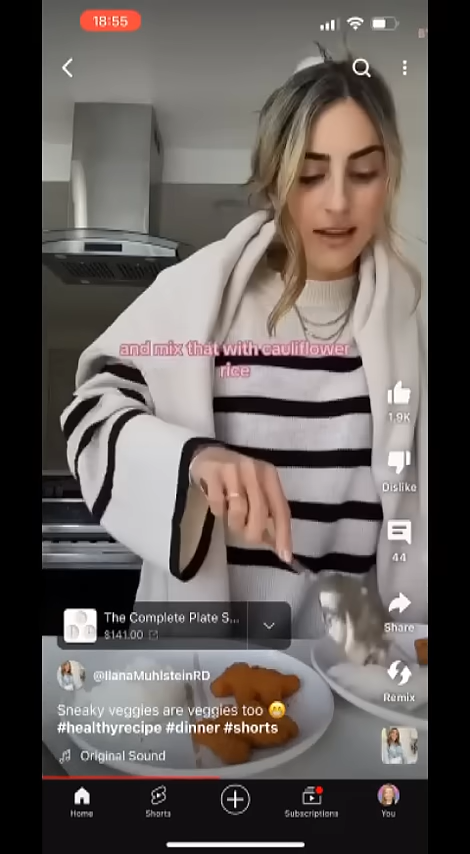 18:55
and mix that with cauliflower
rice
1.9K
Dislike
44
Share
The Complete Plate S...
$141.00
@IlanaMuhlsteinRD
Remix
Sneaky veggies are veggies too 😁
#healthyrecipe #dinner #shorts
Original Sound
Home
Shorts
Subscriptions
You